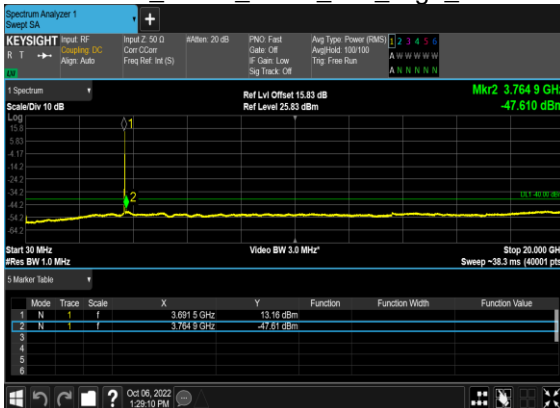 Spectrum Analyzer 1
Swept SA
+
KEYSIGHT
R T
Input: RF
Coupling: DC
Align: Auto
Input Z: 50 Ω
Corr CCorr
Freq Ref: Int (S)
#Atten: 20 dB
PNO: Fast
Gate: Off
IF Gain: Low
Sig Track: Off
Avg Type: Power (RMS)
Avg|Hold: 100/100
Trig: Free Run
1 2 3 4 5 6
A W W W W W
A N N N N N
1 Spectrum
Scale/Div 10 dB
Ref Lvl Offset 15.83 dB
Ref Level 25.83 dBm
Mkr2 3.764 9 GHz
-47.610 dBm
Log
15.8
5.83
-4.17
-14.2
-24.2
-34.2
-44.2
-54.2
-64.2
1
2
Start 30 MHz
#Res BW 1.0 MHz
Video BW 3.0 MHz*
Stop 20.000 GH
Sweep ~38.3 ms (40001 pts
5 Marker Table
Mode Trace Scale X Y Function Function Width Function Value
1 N 1 f 3.691 5 GHz 13.16 dBm
2 N 1 f 3.764 9 GHz -47.61 dBm
3
4
5
6
?
Oct 06, 2022
1:29:10 PM